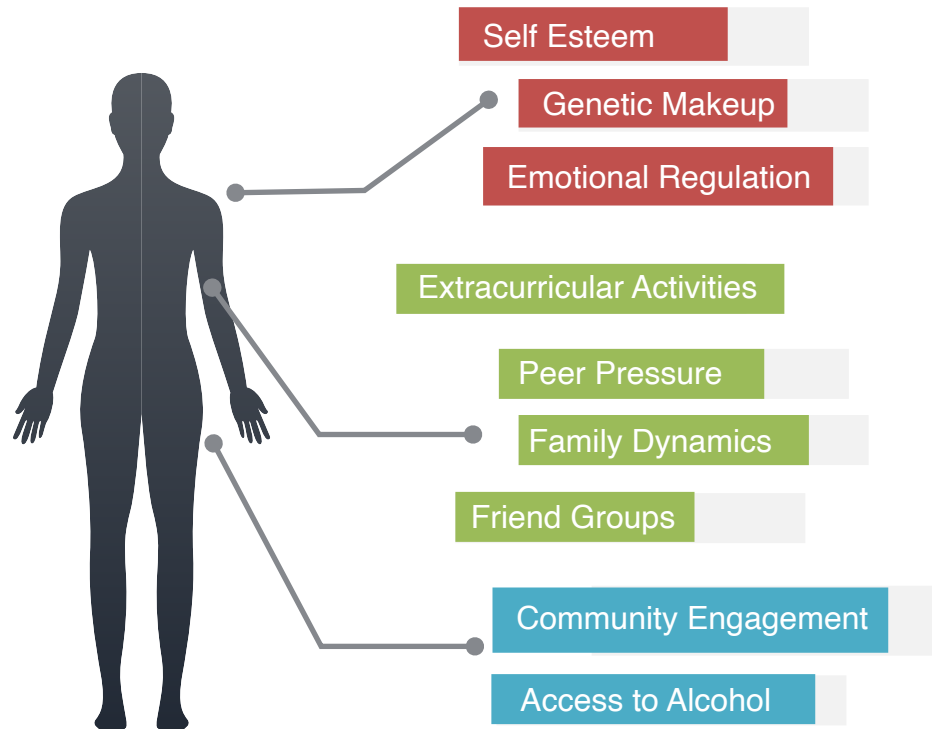 Self Esteem
Genetic Makeup
Emotional Regulation
Extracurricular Activities
Peer Pressure
Family Dynamics
Friend Groups
Community Engagement
Access to Alcohol